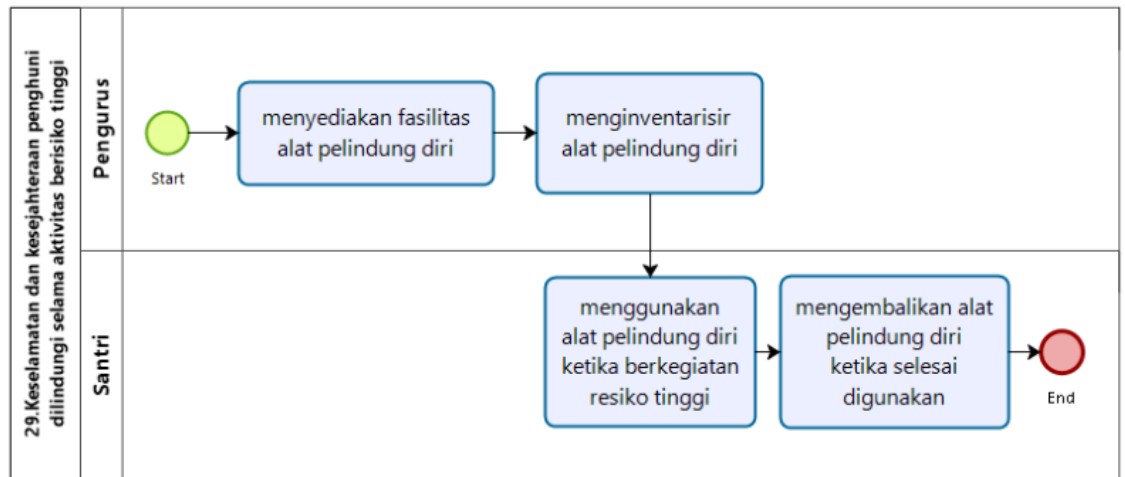 29.Keselamatan dan kesejahteraan penghuni
dilindungi selama aktivitas berisiko tinggi
Pengurus
Start
menyediakan fasilitas
alat pelindung diri
menginventarisir
alat pelindung diri
Santri
menggunakan
alat pelindung diri
ketika berkegiatan
resiko tinggi
mengembalikan alat
pelindung diri
ketika selesai
digunakan
End